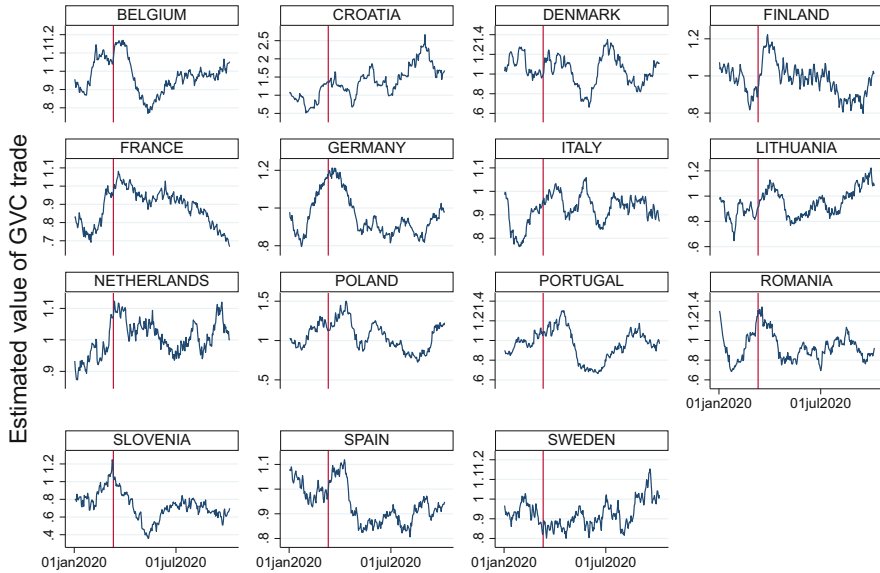 Estimated value of GVC trade
BELGIUM
.8 .9 1 1.1 1.2
CROATIA
.5 1 1.5 2 2.5
DENMARK
.6 .8 1 1.2 1.4
FINLAND
.8 1 1.2
FRANCE
.7 .8 .9 1 1.1
GERMANY
.8 1 1.2
ITALY
.8 .9 1 1.1
LITHUANIA
.6 .8 1 1.2
NETHERLANDS
.9 1 1.1
POLAND
.5 1 1.5
PORTUGAL
.6 .8 1 1.2 1.4
ROMANIA
.6 .8 1 1.2 1.4
01jan2020 01jul2020
SLOVENIA
.4 .6 .8 1 1.2
01jan2020 01jul2020
SPAIN
.8 .9 1 1.1
01jan2020 01jul2020
SWEDEN
.8 .9 1 1.1 1.2
01jan2020 01jul2020